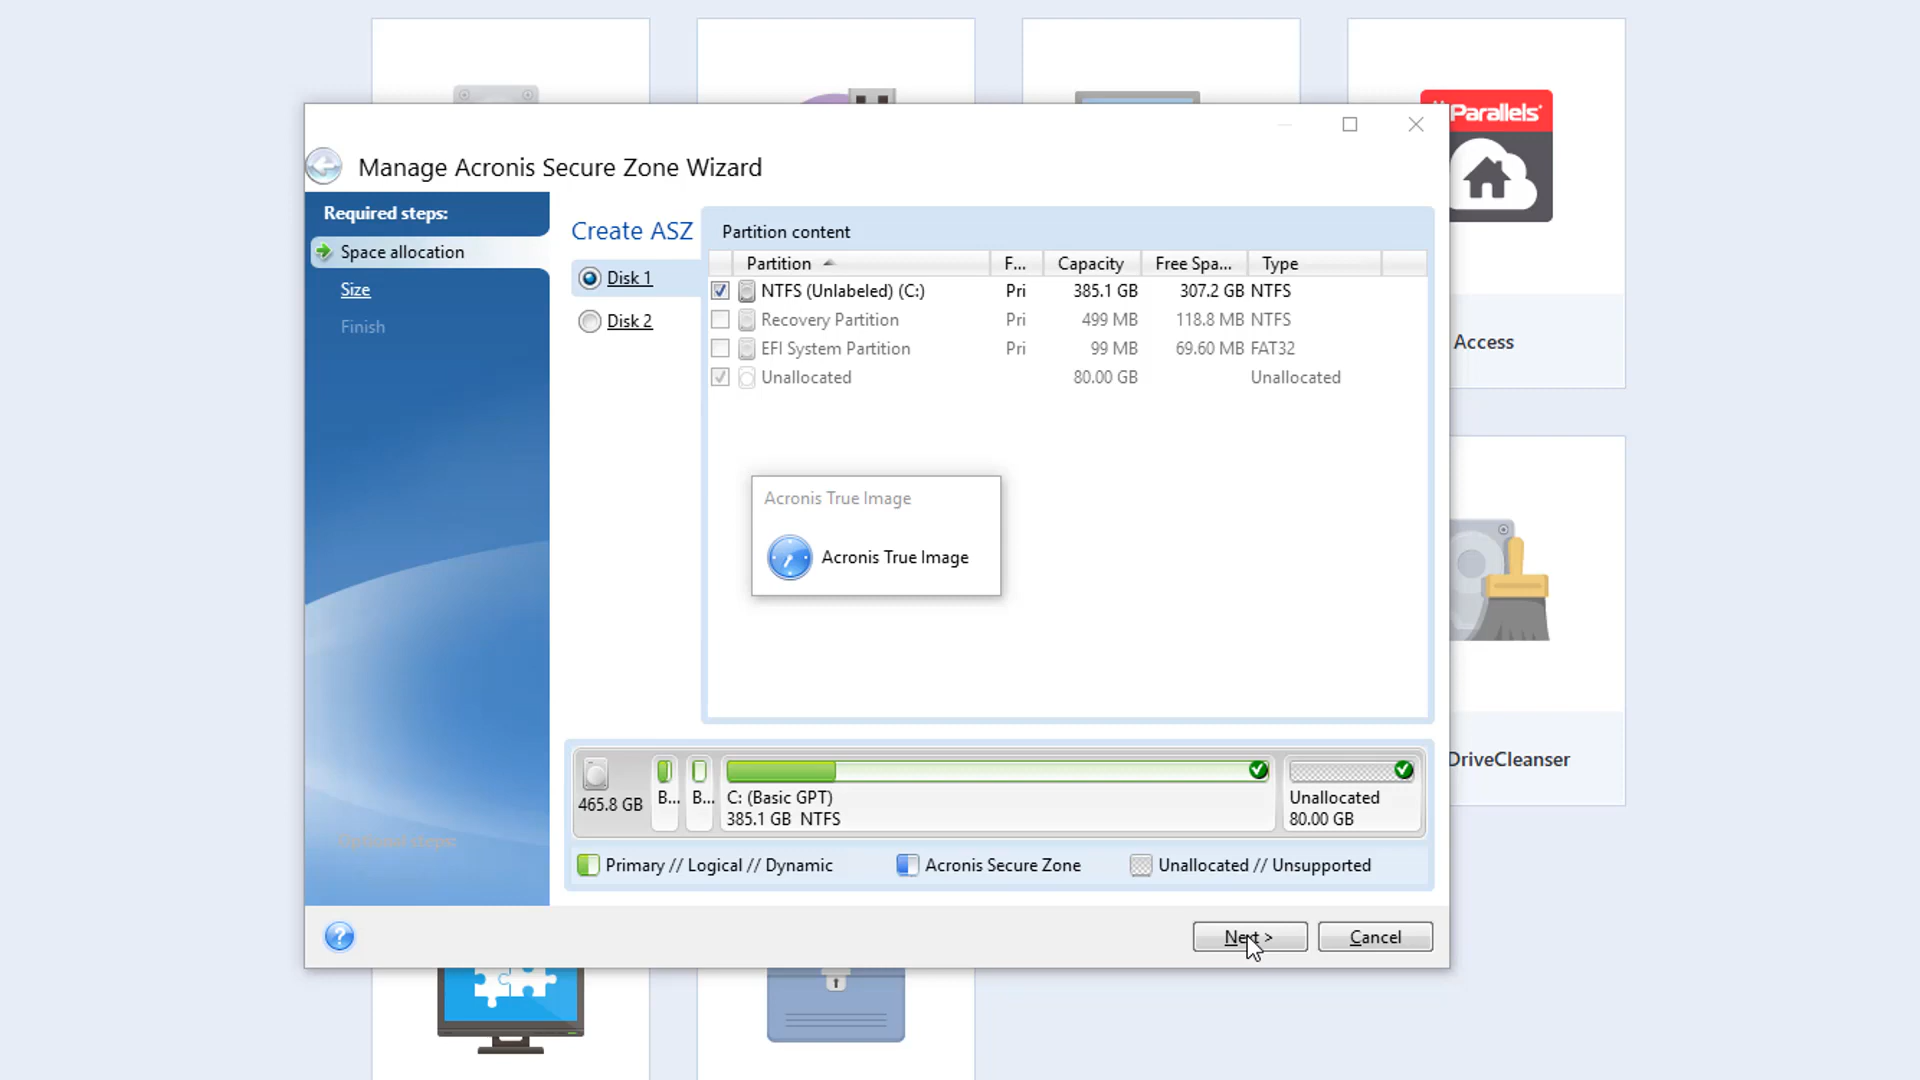 Parallels
Manage Acronis Secure Zone Wizard
Required steps:
Space allocation
Size
Finish
Optional steps:
Create ASZ
Disk 1
Disk 2
Partition content
Partition F... Capacity Free Spa... Type
NTFS (Unlabeled) (C:) Pri 385.1 GB 307.2 GB NTFS
Recovery Partition Pri 499 MB 118.8 MB NTFS
EFI System Partition Pri 99 MB 69.60 MB FAT32
Unallocated 80.00 GB Unallocated
Acronis True Image
Acronis True Image
465.8 GB
B...
B...
C: (Basic GPT)
385.1 GB NTFS
Unallocated
80.00 GB
Primary // Logical // Dynamic
Acronis Secure Zone
Unallocated // Unsupported
?
Next >
Cancel
Access
DriveCleanser